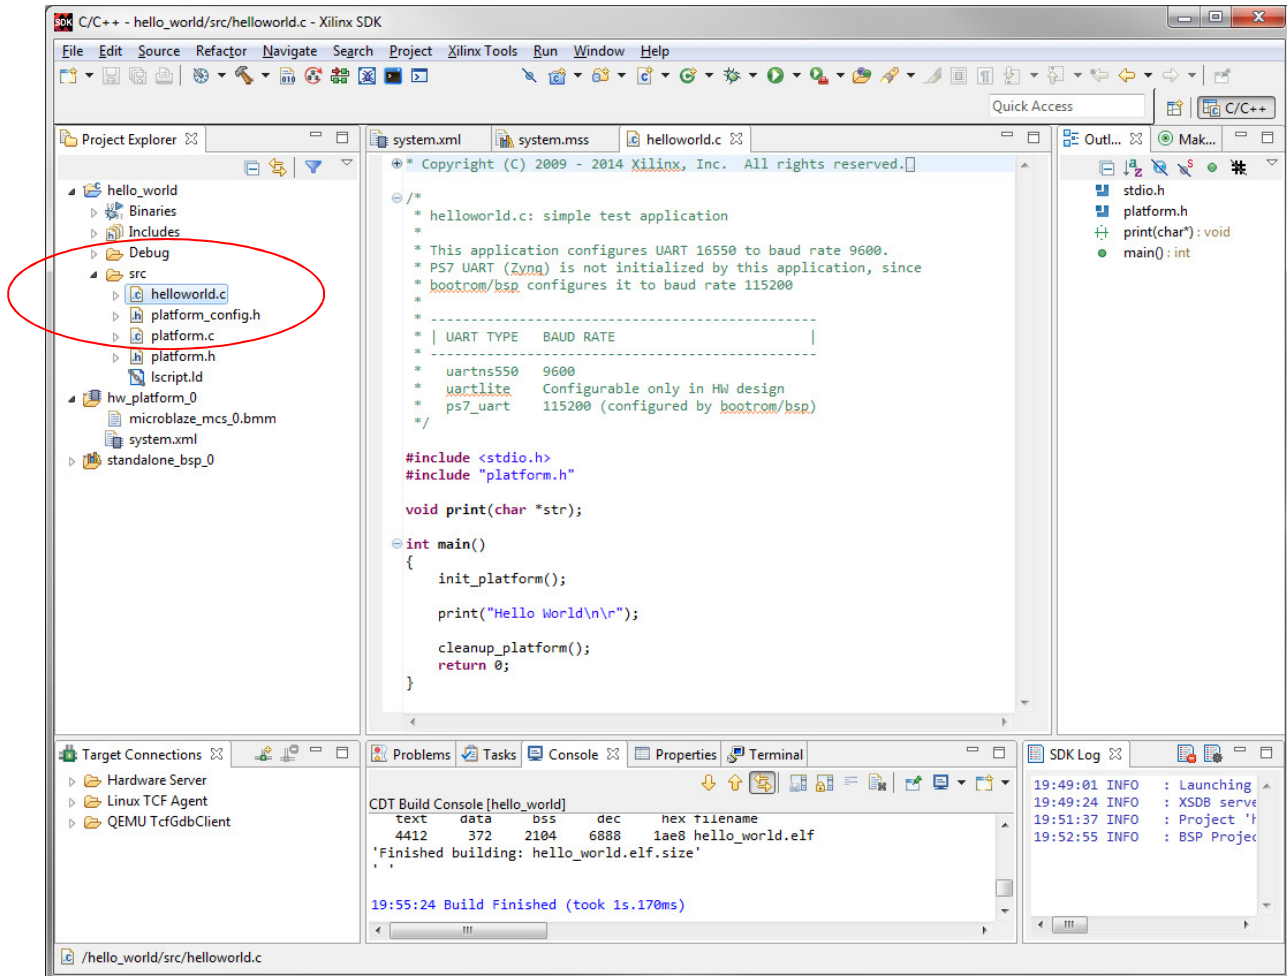 SDK C/C++ - hello_world/src/helloworld.c - Xilinx SDK
File Edit Source Refactor Navigate Search Project Xilinx Tools Run Window Help
Quick Access
C/C++
Project Explorer
hello_world
Binaries
Includes
Debug
src
helloworld.c
platform_config.h
platform.c
platform.h
lscript.ld
hw_platform_0
microblaze_mcs_0.bmm
system.xml
standalone_bsp_0
system.xml system.mss helloworld.c
* Copyright (C) 2009 - 2014 Xilinx, Inc.  All rights reserved.
/*
* helloworld.c: simple test application
*
* This application configures UART 16550 to baud rate 9600.
* PS7 UART (Zynq) is not initialized by this application, since
* bootrom/bsp configures it to baud rate 115200
*
* ------------------------------------------------
* | UART TYPE   BAUD RATE                        |
* ------------------------------------------------
*   uartns550   9600
*   uartlite    Configurable only in HW design
*   ps7_uart    115200 (configured by bootrom/bsp)
*/
#include <stdio.h>
#include "platform.h"
void print(char *str);
int main()
{
init_platform();
print("Hello World\n\r");
cleanup_platform();
return 0;
}
Outl... Mak...
stdio.h
platform.h
print(char*) : void
main() : int
Target Connections
Hardware Server
Linux TCF Agent
QEMU TcfGdbClient
Problems Tasks Console Properties Terminal
CDT Build Console [hello_world]
text data bss dec hex filename
4412 372 2104 6888 1ae8 hello_world.elf
'Finished building: hello_world.elf.size'
' '
19:55:24 Build Finished (took 1s.170ms)
SDK Log
19:49:01 INFO : Launching
19:49:24 INFO : XSDB serve
19:51:37 INFO : Project 'h
19:52:55 INFO : BSP Projec
/hello_world/src/helloworld.c